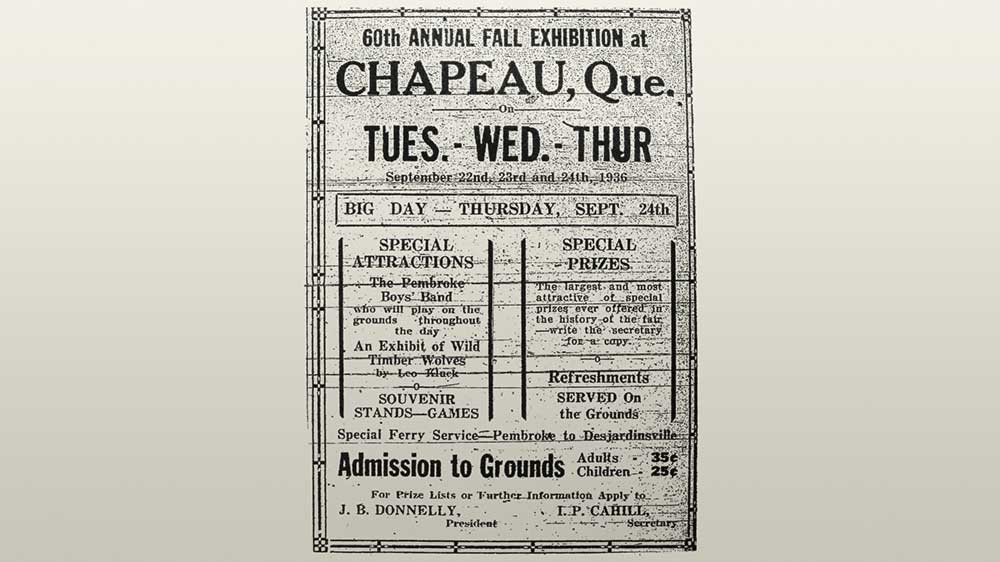 60th ANNUAL FALL EXHIBITION at
CHAPEAU, Que.
On
TUES. - WED. - THUR
September 22nd, 23rd and 24th, 1936
BIG DAY — THURSDAY, SEPT. 24th
SPECIAL
ATTRACTIONS
The Pembroke
Boys' Band
who will play on the
grounds throughout
the day
An Exhibit of Wild
Timber Wolves
by Leo Kluck
SOUVENIR
STANDS—GAMES
SPECIAL
PRIZES
The largest and most
attractive of special
prizes ever offered in
the history of the fair
—write the secretary
for a copy.
Refreshments
SERVED On
the Grounds
Special Ferry Service—Pembroke to Desjardinsville
Admission to Grounds
Adults - 35¢
Children - 25¢
For Prize Lists or Further Information Apply to
J. B. DONNELLY,
President
I. P. CAHILL,
Secretary